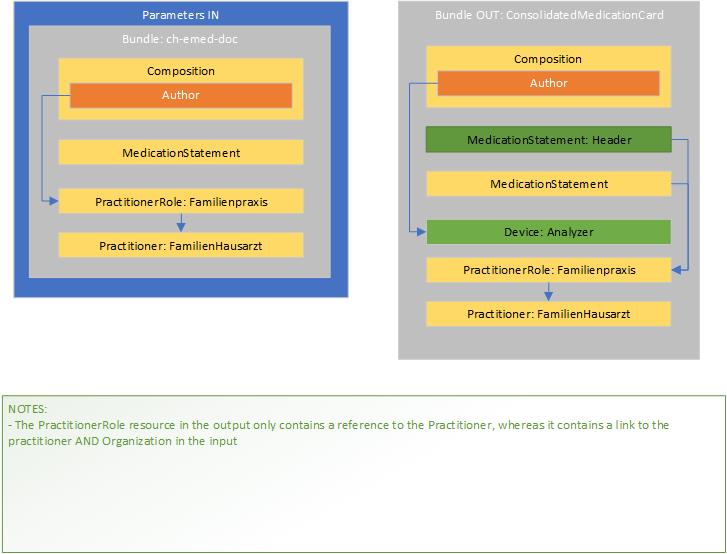 Parameters IN
Bundle: ch-emed-doc
Composition
Author
MedicationStatement
PractitionerRole: Familienpraxis
Practitioner: FamilienHausarzt
Bundle OUT: ConsolidatedMedicationCard
Composition
Author
MedicationStatement: Header
MedicationStatement
Device: Analyzer
PractitionerRole: Familienpraxis
Practitioner: FamilienHausarzt
NOTES:
- The PractitionerRole resource in the output only contains a reference to the Practitioner, whereas it contains a link to the
practitioner AND Organization in the input